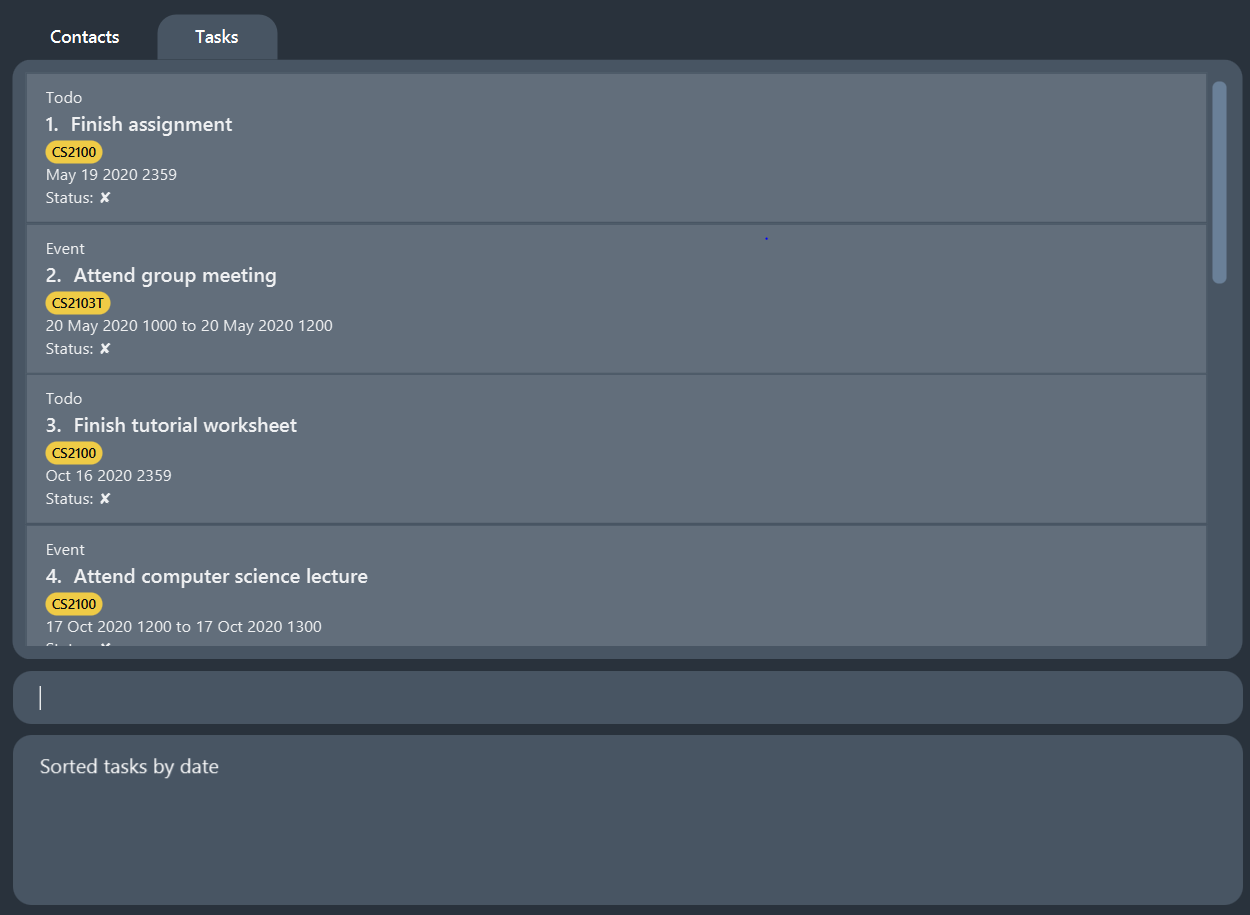 Contacts
Tasks
Todo
1. Finish assignment
CS2100
May 19 2020 2359
Status: ✘
Event
2. Attend group meeting
CS2103T
20 May 2020 1000 to 20 May 2020 1200
Status: ✘
Todo
3. Finish tutorial worksheet
CS2100
Oct 16 2020 2359
Status: ✘
Event
4. Attend computer science lecture
CS2100
17 Oct 2020 1200 to 17 Oct 2020 1300
Sorted tasks by date